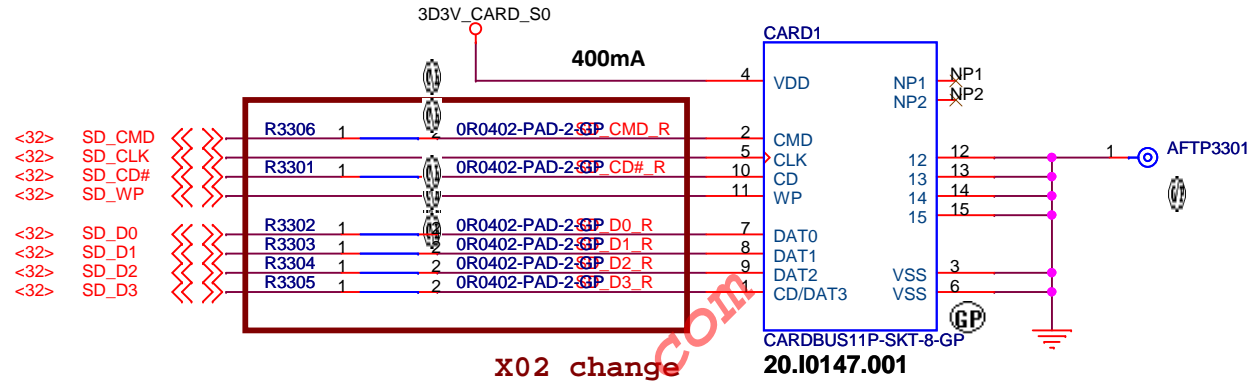 3D3V_CARD_S0
CARD1
400mA
4 VDD NP1 NP1
NP2 NP2
<32> SD_CMD R3306 1 2 0R0402-PAD-2-GP SD_CMD_R 2 CMD
<32> SD_CLK 5 CLK 12 12 1 AFTP3301
<32> SD_CD# R3301 1 0R0402-PAD-2-GP SD_CD#_R 10 CD 13 13
<32> SD_WP 11 WP 14 14
15 15
<32> SD_D0 R3302 1 2 0R0402-PAD-2-GP SD_D0_R 7 DAT0
<32> SD_D1 R3303 1 2 0R0402-PAD-2-GP SD_D1_R 8 DAT1
<32> SD_D2 R3304 1 2 0R0402-PAD-2-GP SD_D2_R 9 DAT2 VSS 3
<32> SD_D3 R3305 1 2 0R0402-PAD-2-GP SD_D3_R 1 CD/DAT3 VSS 6
GP
CARDBUS11P-SKT-8-GP
X02 change
com
20.I0147.001